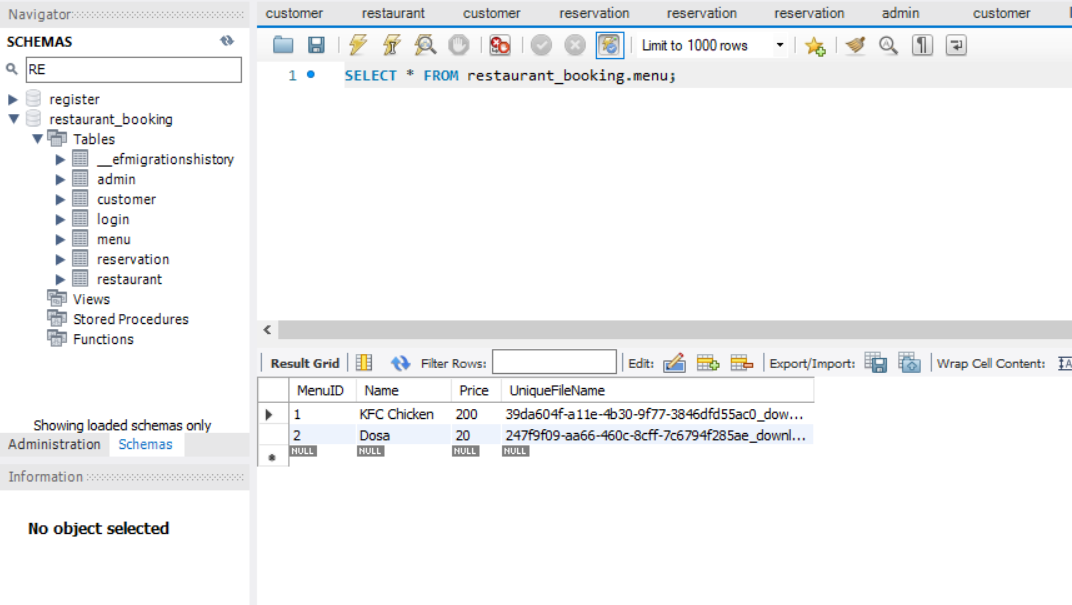 Navigator
SCHEMAS
RE
register
restaurant_booking
Tables
__efmigrationshistory
admin
customer
login
menu
reservation
restaurant
Views
Stored Procedures
Functions
Showing loaded schemas only
Administration Schemas
Information
No object selected
customer restaurant customer reservation reservation reservation admin customer
Limit to 1000 rows
1 SELECT * FROM restaurant_booking.menu;
Result Grid Filter Rows: Edit: Export/Import: Wrap Cell Content:
MenuID Name Price UniqueFileName
1 KFC Chicken 200 39da604f-a11e-4b30-9f77-3846dfd55ac0_dow...
2 Dosa 20 247f9f09-aa66-460c-8cff-7c6794f285ae_downl...
NULL NULL NULL NULL